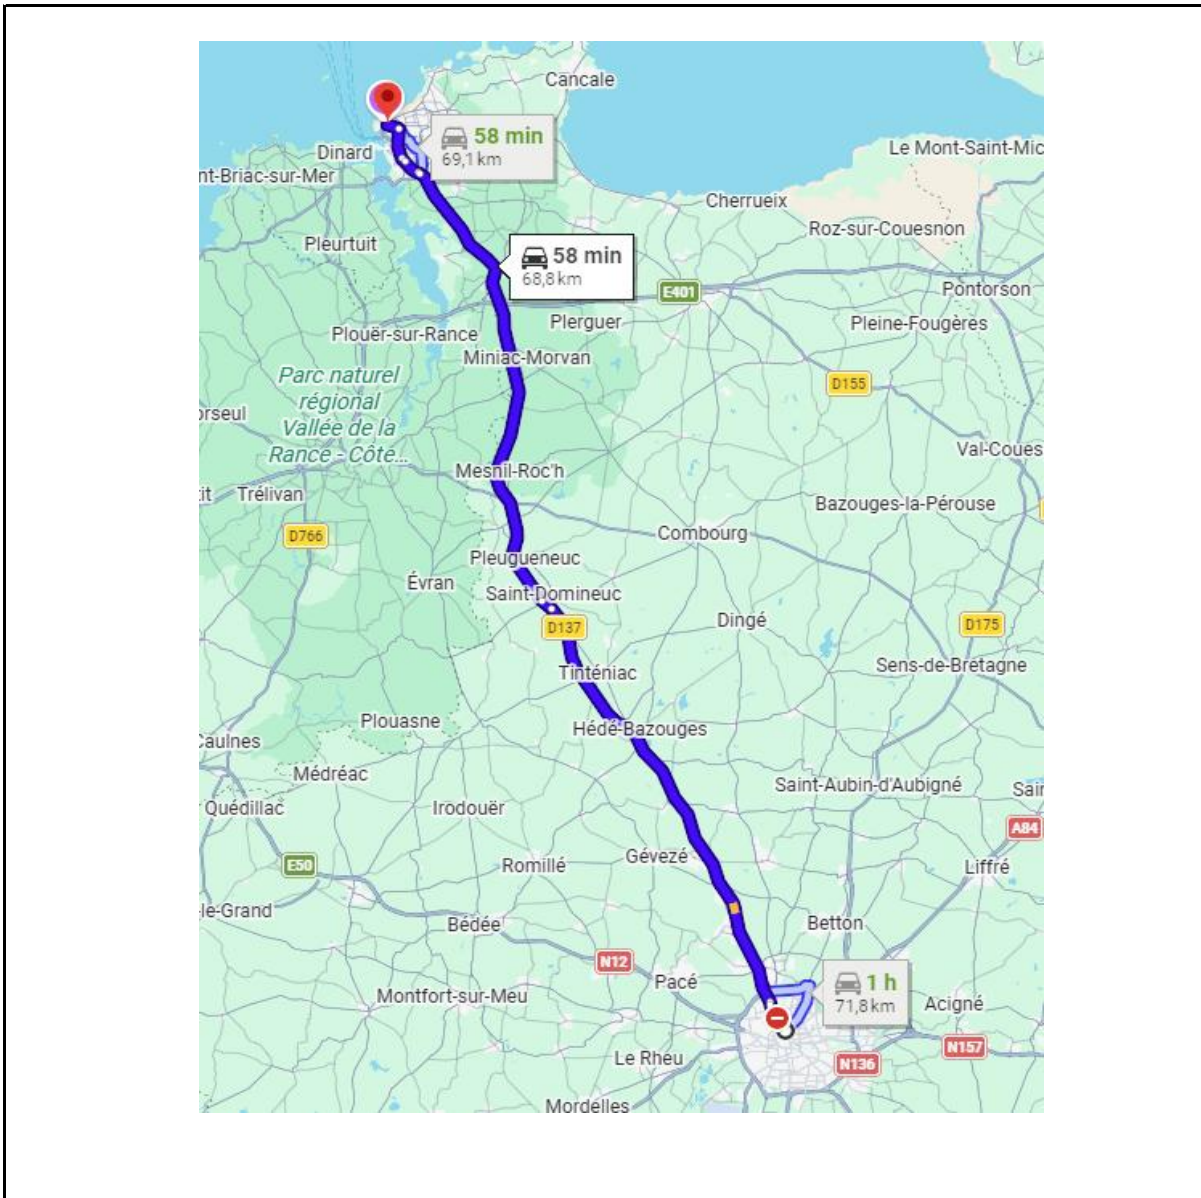 Cancale
58 min
69,1 km
Dinard
Le Mont-Saint-Mic
nt-Briac-sur-Mer
Cherrueix
Roz-sur-Couesnon
Pleurtuit
58 min
68,8 km
E401
Pontorson
Plerguer
Pleine-Fougères
Plouër-sur-Rance
Miniac-Morvan
Parc naturel
régional
Vallée de la
Rance - Côte...
D155
orseul
Val-Coues
Mesnil-Roc'h
tit
Trélivan
Bazouges-la-Pérouse
D766
Combourg
Pleugueneuc
Évran
Saint-Domineuc
D137
Dingé
D175
Sens-de-Bretagne
Tinténiac
Plouasne
Hédé-Bazouges
Caulnes
Médréac
Saint-Aubin-d'Aubigné
Sain
Quédillac
Irodouër
A84
Gévezé
E50
Romillé
Liffré
-le-Grand
Bédée
Betton
N12
Pacé
1 h
71,8 km
Montfort-sur-Meu
Acigné
Le Rheu
N136
N157
Mordelles